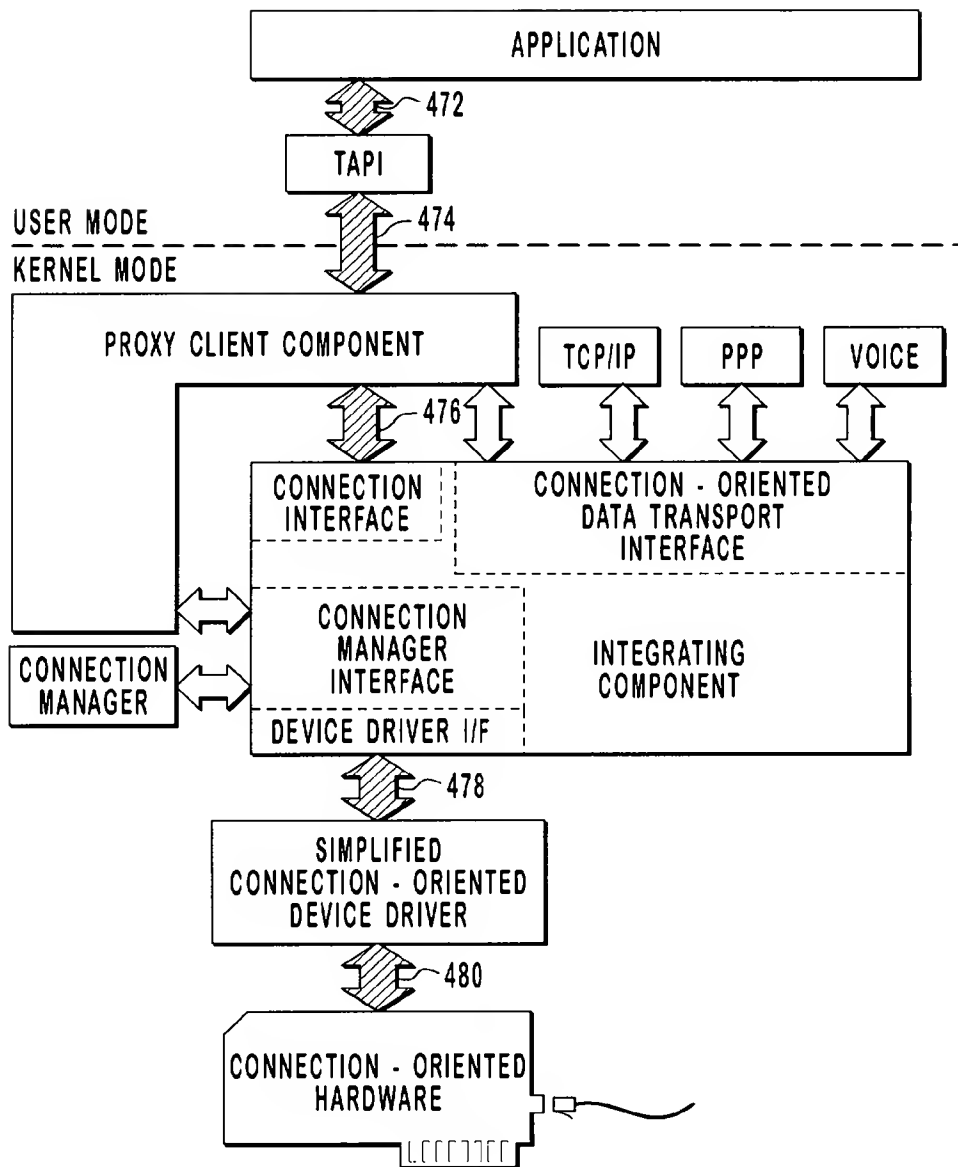 APPLICATION
472
TAPI
USER MODE
474
KERNEL MODE
PROXY CLIENT COMPONENT
TCP/IP
PPP
VOICE
476
CONNECTION
INTERFACE
CONNECTION - ORIENTED
DATA TRANSPORT
INTERFACE
CONNECTION
MANAGER
INTERFACE
INTEGRATING
COMPONENT
CONNECTION
MANAGER
DEVICE DRIVER I/F
478
SIMPLIFIED
CONNECTION - ORIENTED
DEVICE DRIVER
480
CONNECTION - ORIENTED
HARDWARE